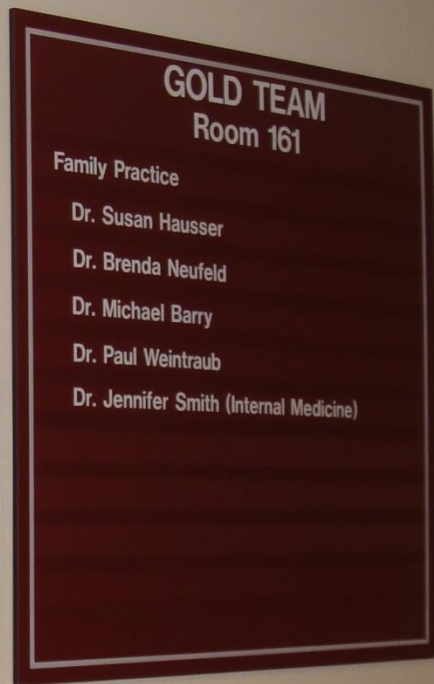 GOLD TEAM
Room 161
Family Practice
Dr. Susan Hausser
Dr. Brenda Neufeld
Dr. Michael Barry
Dr. Paul Weintraub
Dr. Jennifer Smith (Internal Medicine)